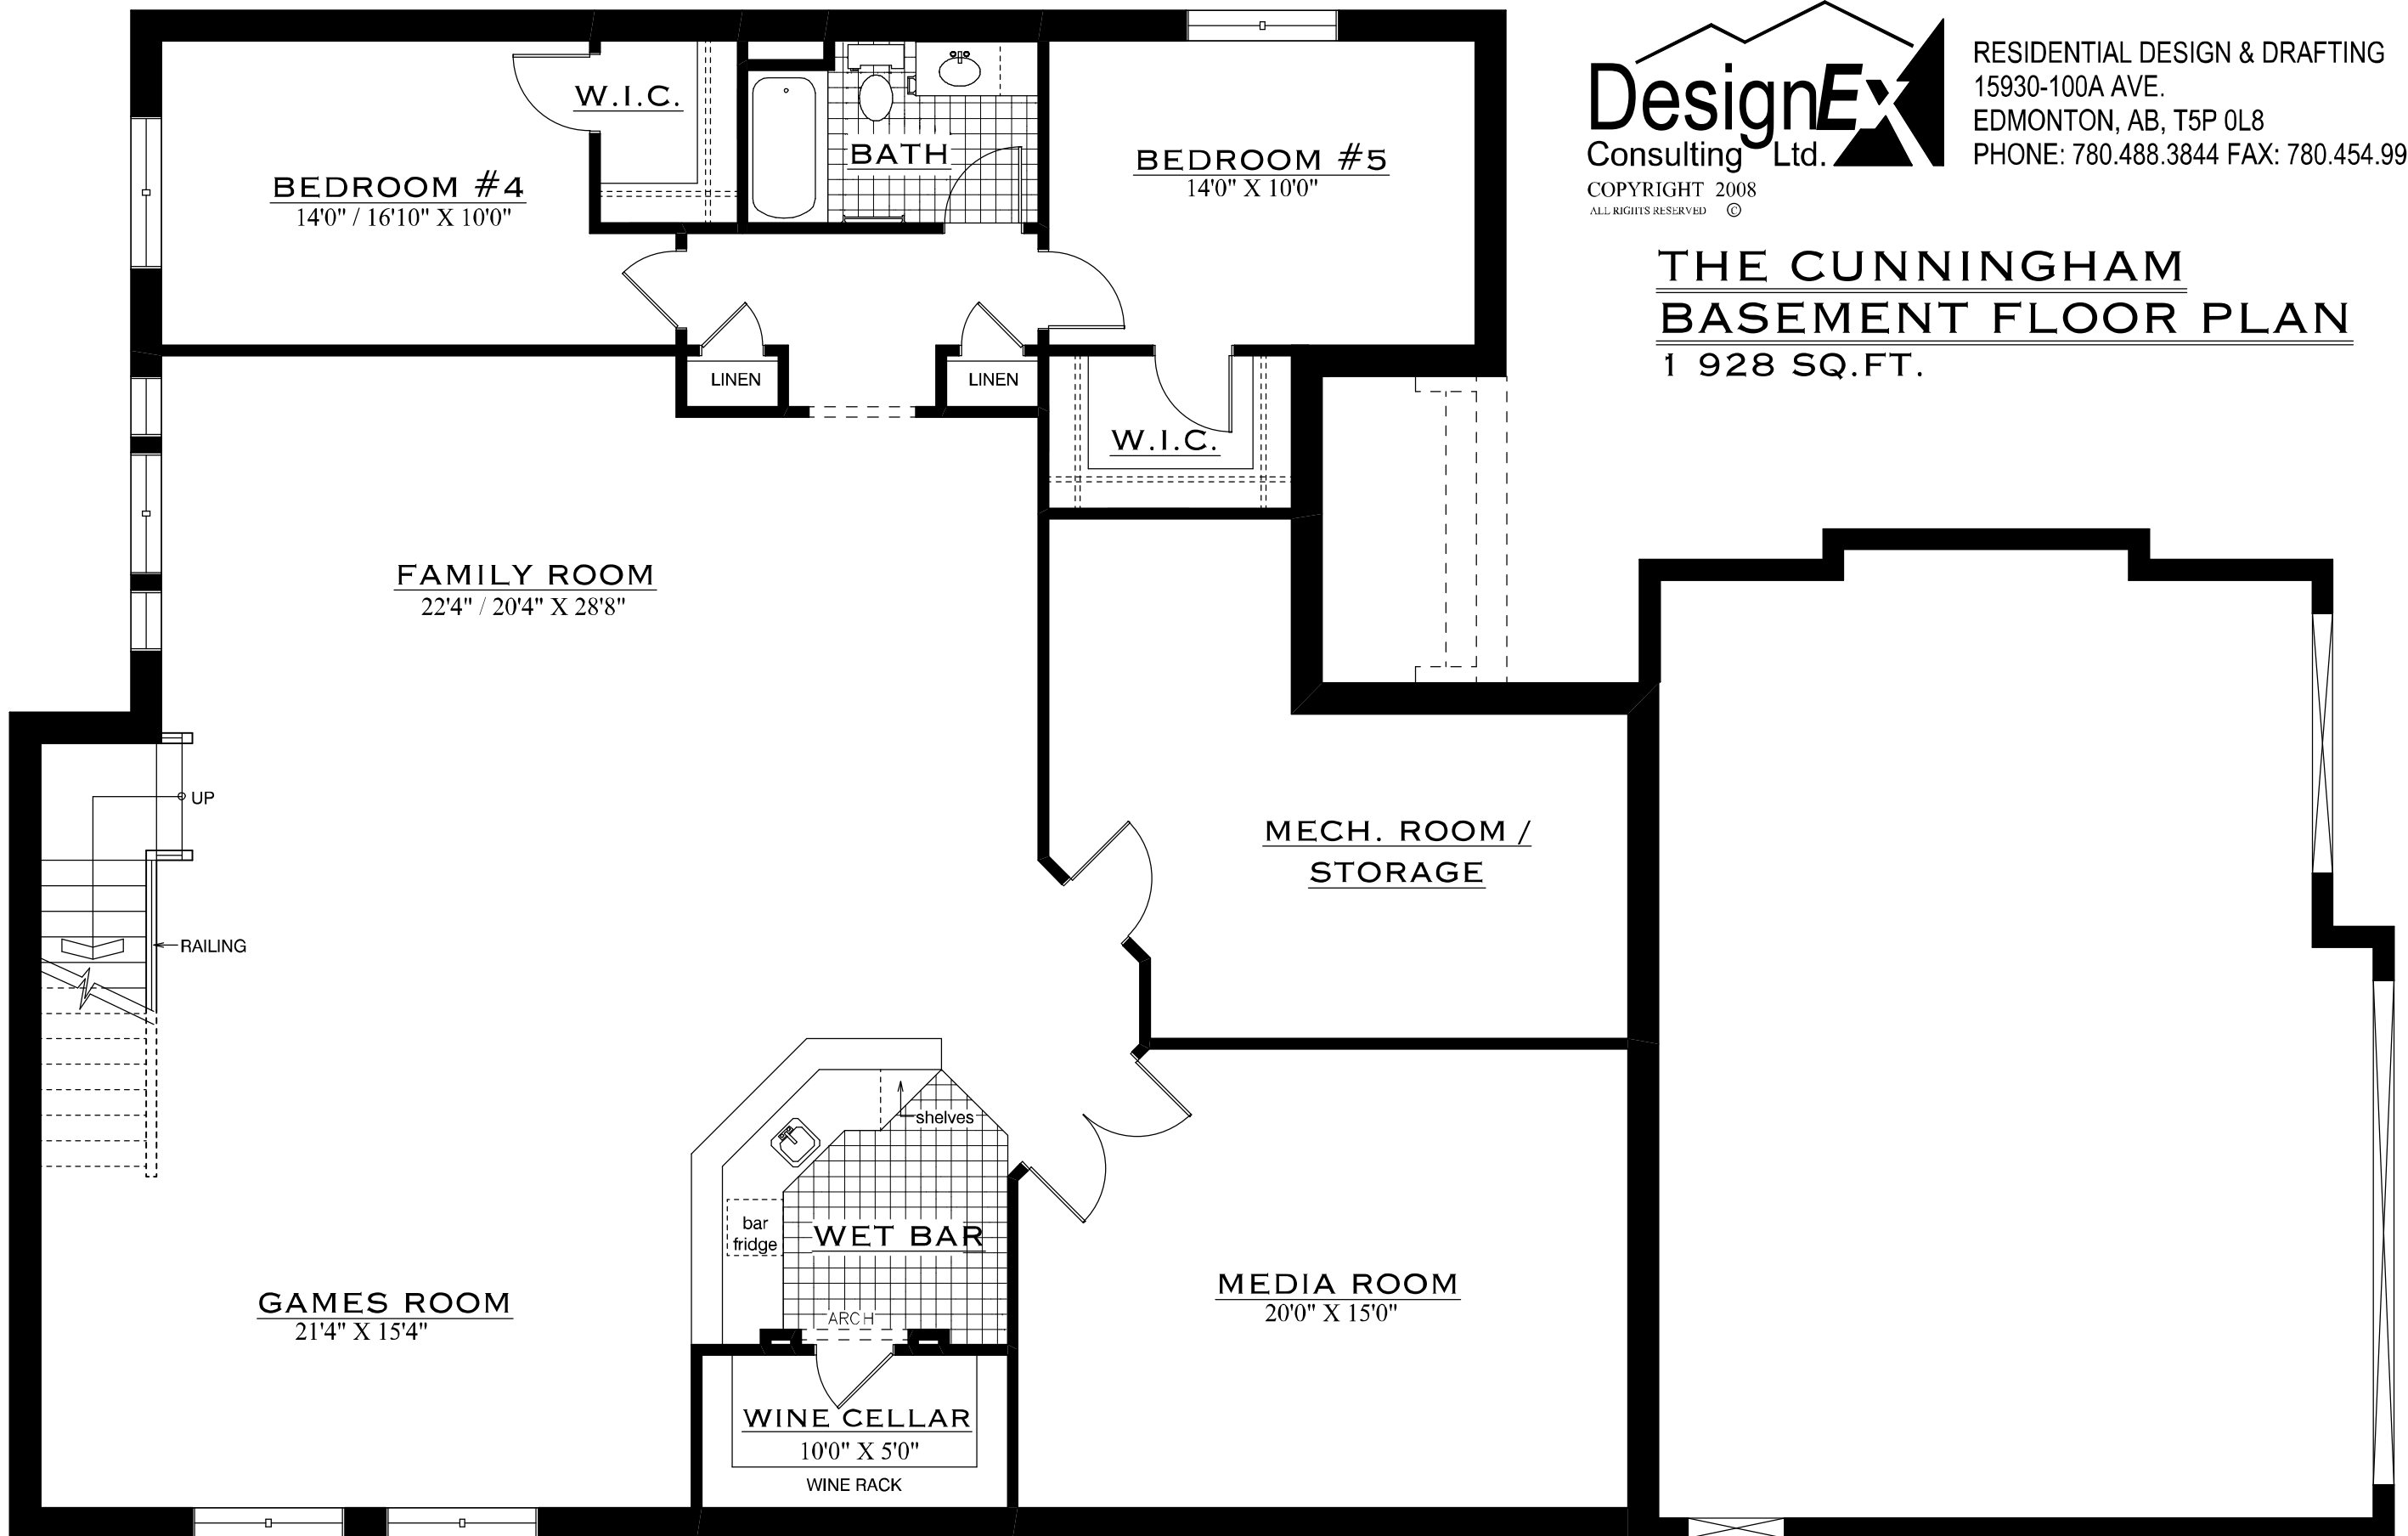 DesignEx
Consulting Ltd.
COPYRIGHT 2008
ALL RIGHTS RESERVED ©
RESIDENTIAL DESIGN & DRAFTING
15930-100A AVE.
EDMONTON, AB, T5P 0L8
PHONE: 780.488.3844 FAX: 780.454.99
THE CUNNINGHAM
BASEMENT FLOOR PLAN
1 928 SQ.FT.
W.I.C.
BATH
BEDROOM #4
14'0" / 16'10" X 10'0"
BEDROOM #5
14'0" X 10'0"
LINEN
LINEN
W.I.C.
FAMILY ROOM
22'4" / 20'4" X 28'8"
UP
MECH. ROOM /
STORAGE
RAILING
shelves
bar
fridge
WET BAR
ARCH
GAMES ROOM
21'4" X 15'4"
MEDIA ROOM
20'0" X 15'0"
WINE CELLAR
10'0" X 5'0"
WINE RACK